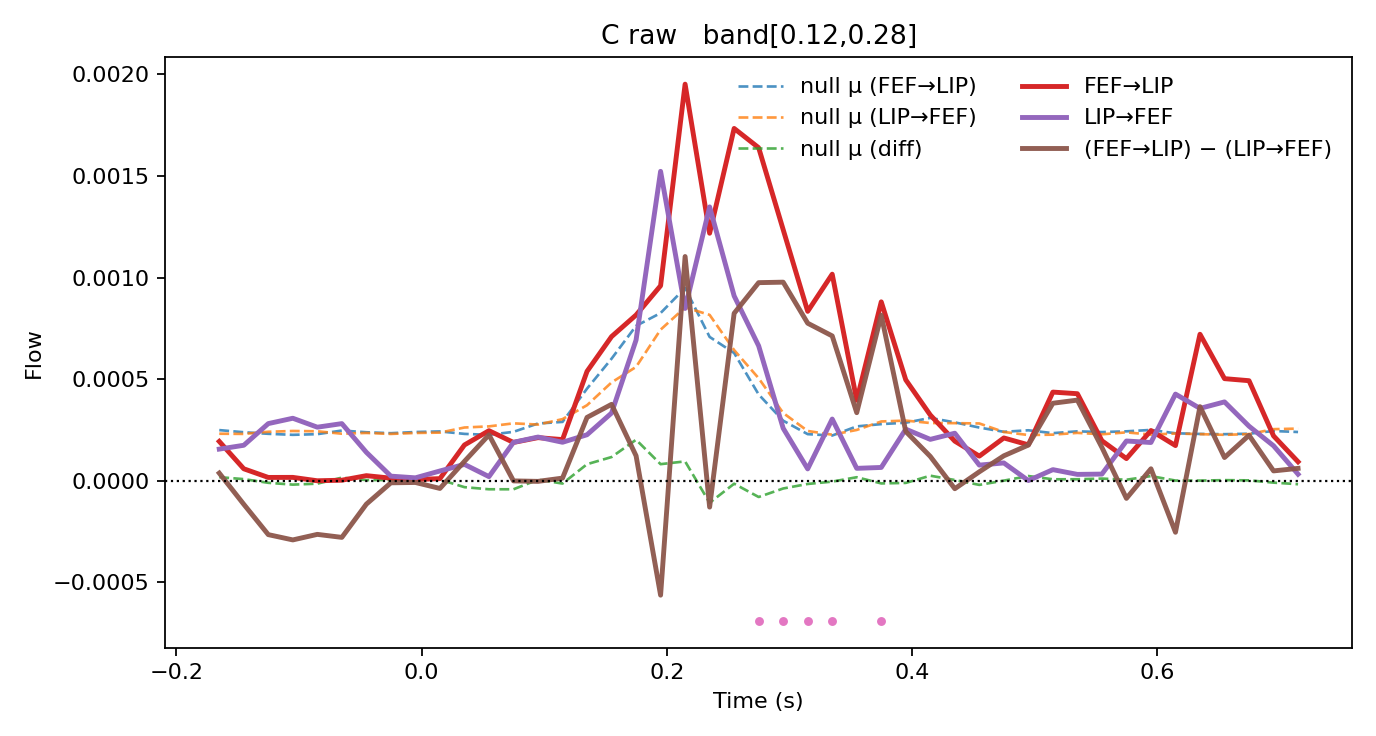 C raw   band[0.12,0.28]
0.0020
0.0015
0.0010
0.0005
0.0000
−0.0005
Flow
null μ (FEF→LIP)
null μ (LIP→FEF)
null μ (diff)
FEF→LIP
LIP→FEF
(FEF→LIP) − (LIP→FEF)
−0.2
0.0
0.2
0.4
0.6
Time (s)